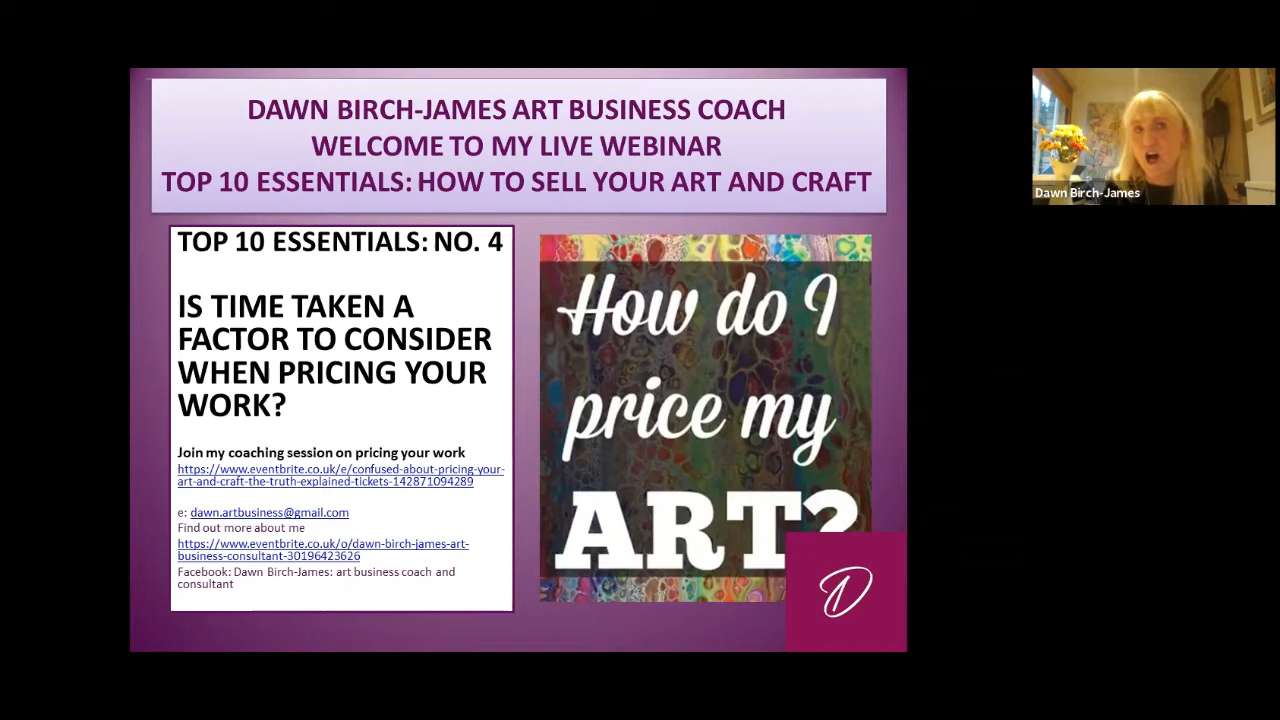 DAWN BIRCH-JAMES ART BUSINESS COACH
WELCOME TO MY LIVE WEBINAR
TOP 10 ESSENTIALS: HOW TO SELL YOUR ART AND CRAFT
TOP 10 ESSENTIALS: NO. 4
IS TIME TAKEN A
FACTOR TO CONSIDER
WHEN PRICING YOUR
WORK?
Join my coaching session on pricing your work
https://www.eventbrite.co.uk/e/confused-about-pricing-your-
art-and-craft-the-truth-explained-tickets-142871094289
e: dawn.artbusiness@gmail.com
Find out more about me
https://www.eventbrite.co.uk/o/dawn-birch-james-art-
business-consultant-30196423626
Facebook: Dawn Birch-James: art business coach and
consultant
How do I
price my
ART?
D
Dawn Birch-James